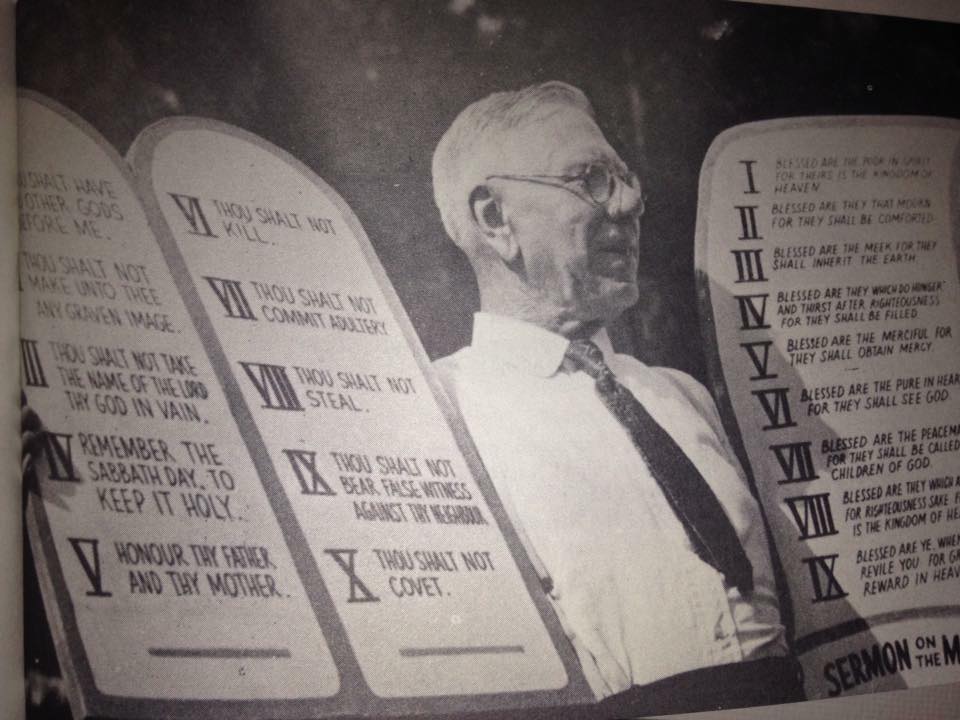 SHALT HAVE
OTHER GODS
BEFORE ME.
THOU SHALT NOT
MAKE UNTO THEE
ANY GRAVEN IMAGE.
III THOU SHALT NOT TAKE
THE NAME OF THE LORD
THY GOD IN VAIN.
IV REMEMBER THE
SABBATH DAY, TO
KEEP IT HOLY.
V HONOUR THY FATHER
AND THY MOTHER.
VI THOU SHALT NOT
KILL.
VII THOU SHALT NOT
COMMIT ADULTERY
VIII THOU SHALT NOT
STEAL.
IX THOU SHALT NOT
BEAR FALSE WITNESS
AGAINST THY NEIGHBOUR
X THOU SHALT NOT
COVET.
I BLESSED ARE THE POOR IN SPIRIT
FOR THEIRS IS THE KINGDOM OF
HEAVEN
II BLESSED ARE THEY THAT MOURN
FOR THEY SHALL BE COMFORTED
III BLESSED ARE THE MEEK FOR THEY
SHALL INHERIT THE EARTH
IV BLESSED ARE THEY WHICH DO HUNGER
AND THIRST AFTER RIGHTEOUSNESS
FOR THEY SHALL BE FILLED
V BLESSED ARE THE MERCIFUL FOR
THEY SHALL OBTAIN MERCY.
VI BLESSED ARE THE PURE IN HEAR
FOR THEY SHALL SEE GOD
VII BLESSED ARE THE PEACEMA
FOR THEY SHALL BE CALLED
CHILDREN OF GOD.
VIII BLESSED ARE THEY WHICH A
FOR RIGHTEOUSNESS SAKE F
IS THE KINGDOM OF HE
IX BLESSED ARE YE, WHEN
REVILE YOU FOR GR
REWARD IN HEAV
SERMON ON THE M